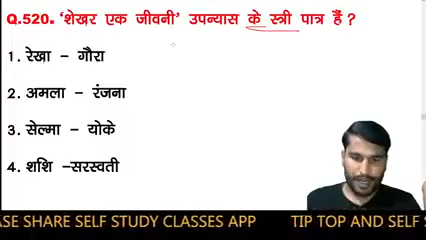 Q.520. ‘शेखर एक जीवनी’ उपन्यास के स्त्री पात्र हैं ?
1. रेखा – गौरा
2. अमला – रंजना
3. सेल्मा – योके
4. शशि –सरस्वती
ASE SHARE SELF STUDY CLASSES APP TIP TOP AND SELF S